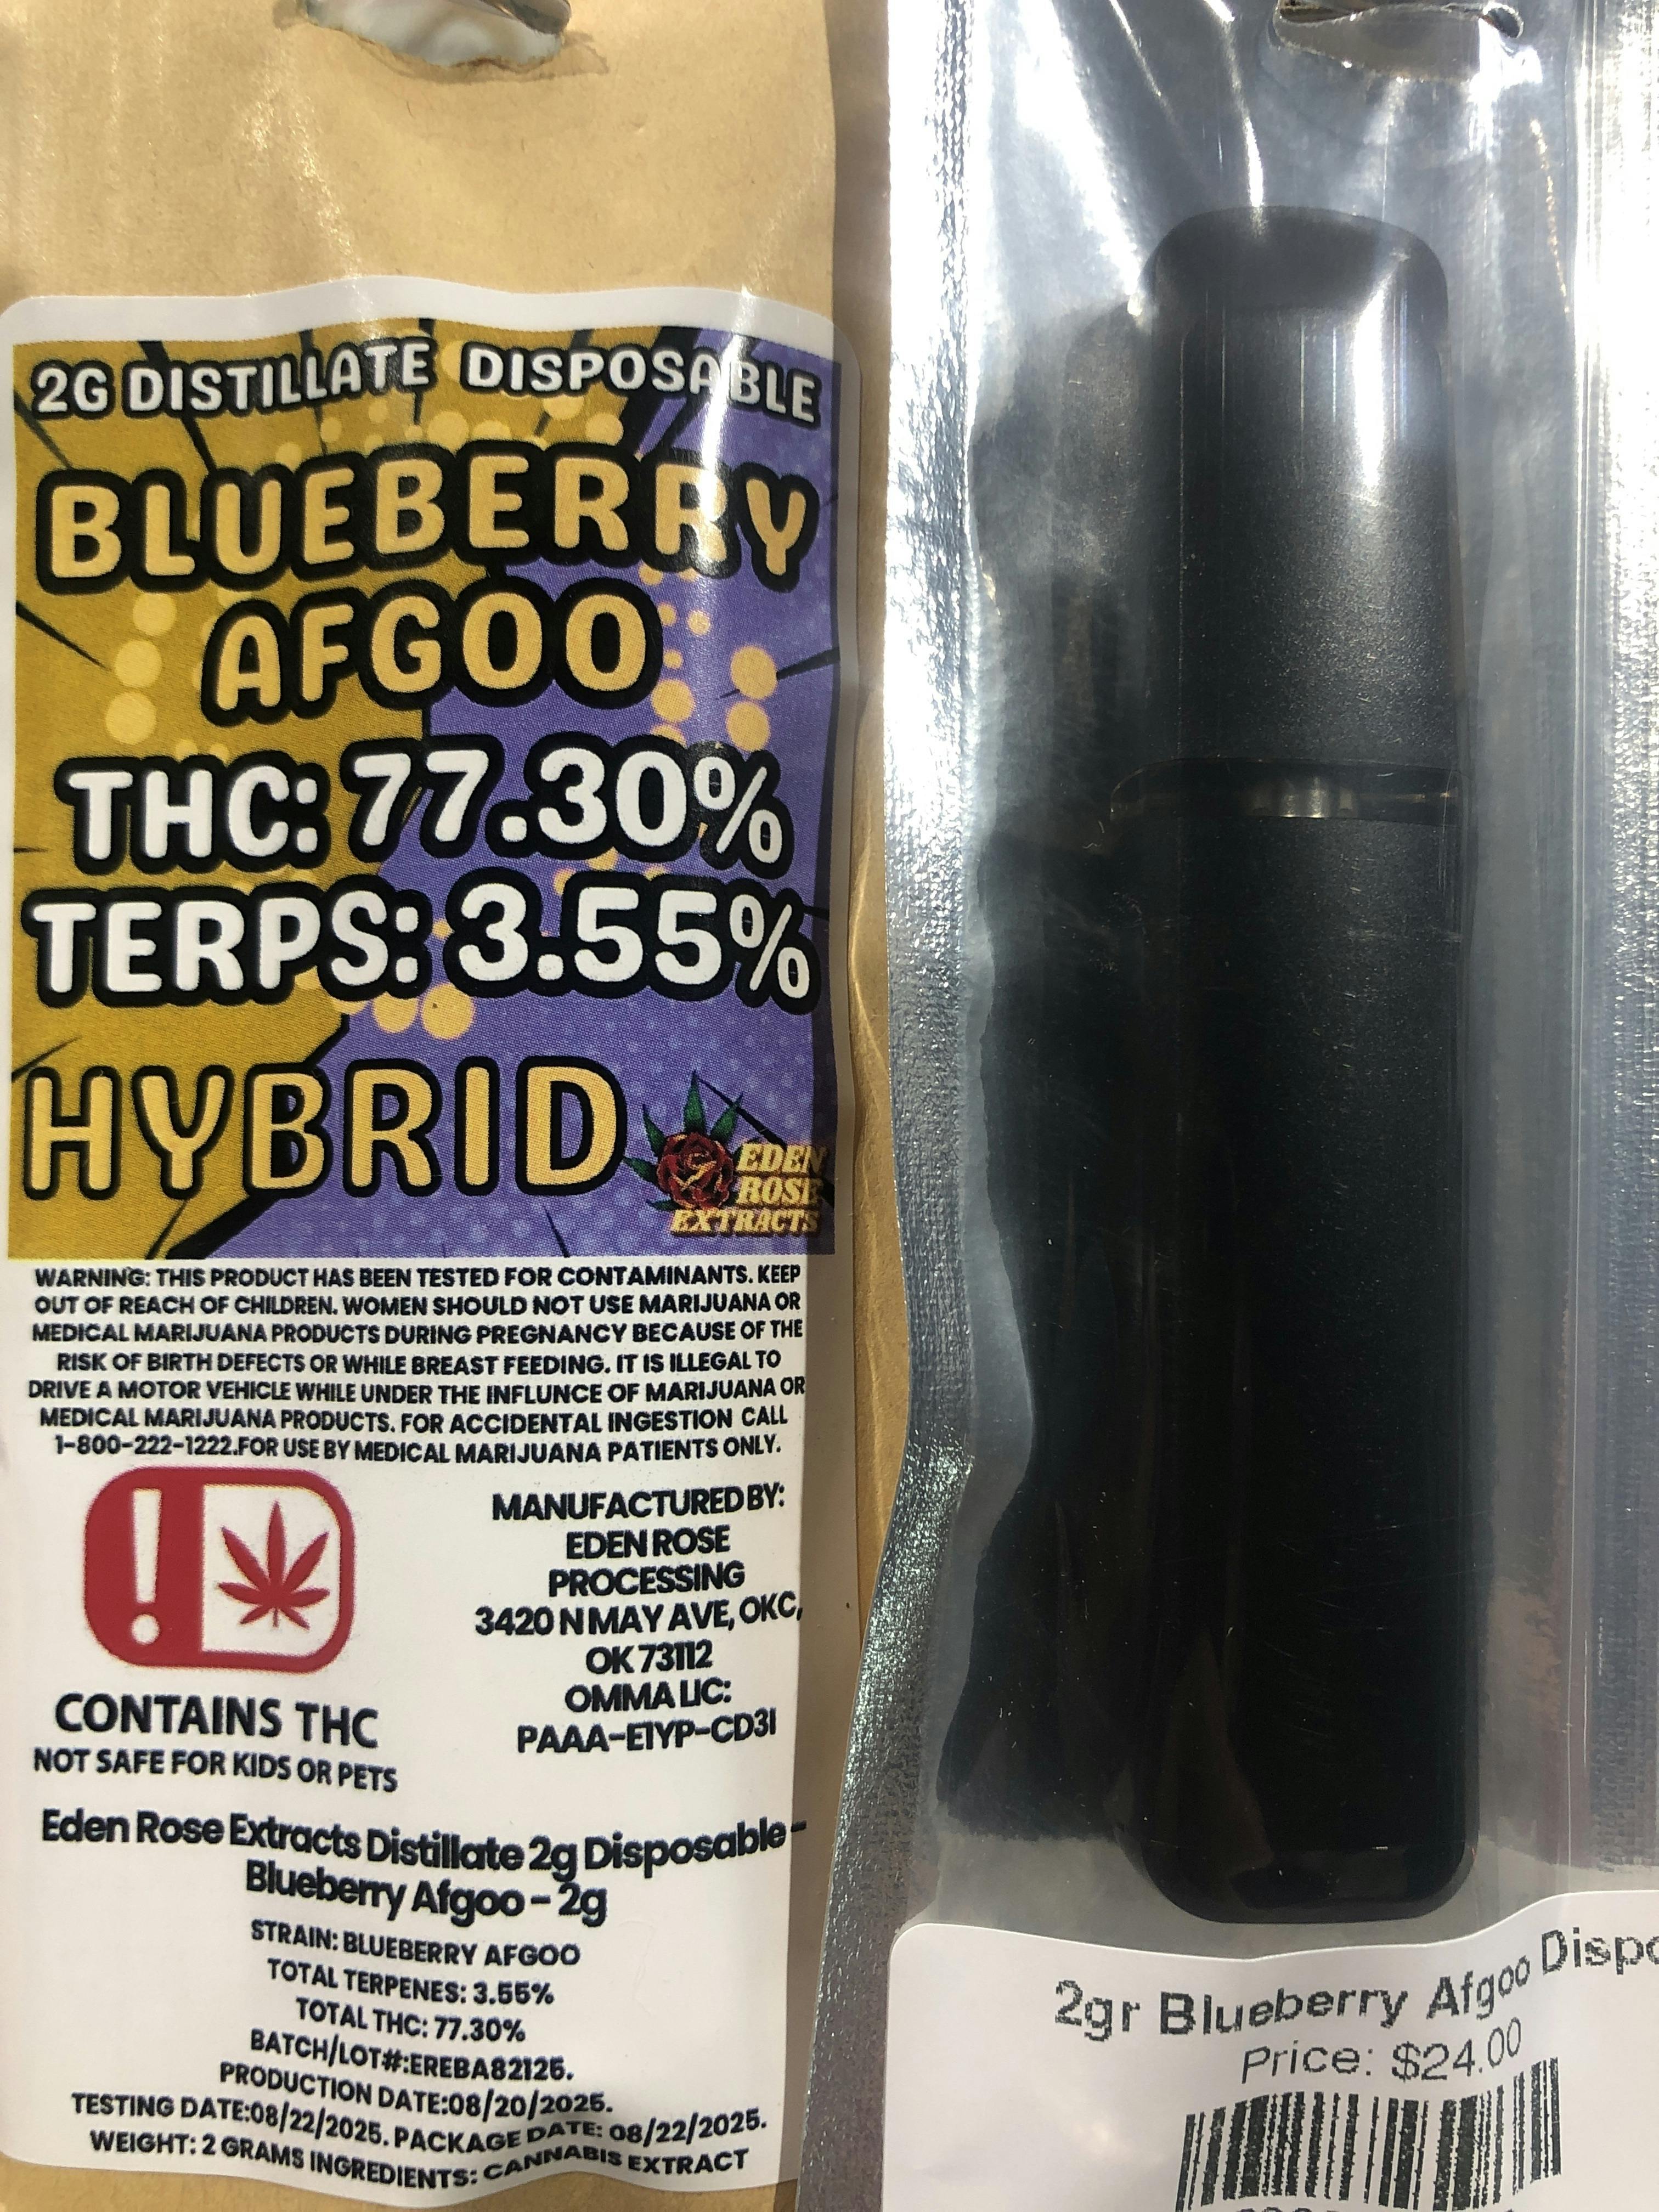 2G DISTILLATE DISPOSABLE
BLUEBERRY
AFGOO
THC: 77.30%
TERPS: 3.55%
HYBRID
EDEN
ROSE
EXTRACTS
WARNING: THIS PRODUCT HAS BEEN TESTED FOR CONTAMINANTS. KEEP
OUT OF REACH OF CHILDREN. WOMEN SHOULD NOT USE MARIJUANA OR
MEDICAL MARIJUANA PRODUCTS DURING PREGNANCY BECAUSE OF THE
RISK OF BIRTH DEFECTS OR WHILE BREAST FEEDING. IT IS ILLEGAL TO
DRIVE A MOTOR VEHICLE WHILE UNDER THE INFLUNCE OF MARIJUANA OR
MEDICAL MARIJUANA PRODUCTS. FOR ACCIDENTAL INGESTION CALL
1-800-222-1222.FOR USE BY MEDICAL MARIJUANA PATIENTS ONLY.
CONTAINS THC
NOT SAFE FOR KIDS OR PETS
MANUFACTURED BY:
EDEN ROSE
PROCESSING
3420 N MAY AVE, OKC,
OK 73112
OMMA LIC:
PAAA-E1YP-CD3I
Eden Rose Extracts Distillate 2g Disposable -
Blueberry Afgoo - 2g
STRAIN: BLUEBERRY AFGOO
TOTAL TERPENES: 3.55%
TOTAL THC: 77.30%
BATCH/LOT#:EREBA82125.
PRODUCTION DATE:08/20/2025.
TESTING DATE:08/22/2025. PACKAGE DATE: 08/22/2025.
WEIGHT: 2 GRAMS INGREDIENTS: CANNABIS EXTRACT
2gr Blueberry Afgoo Dispo
Price: $24.00